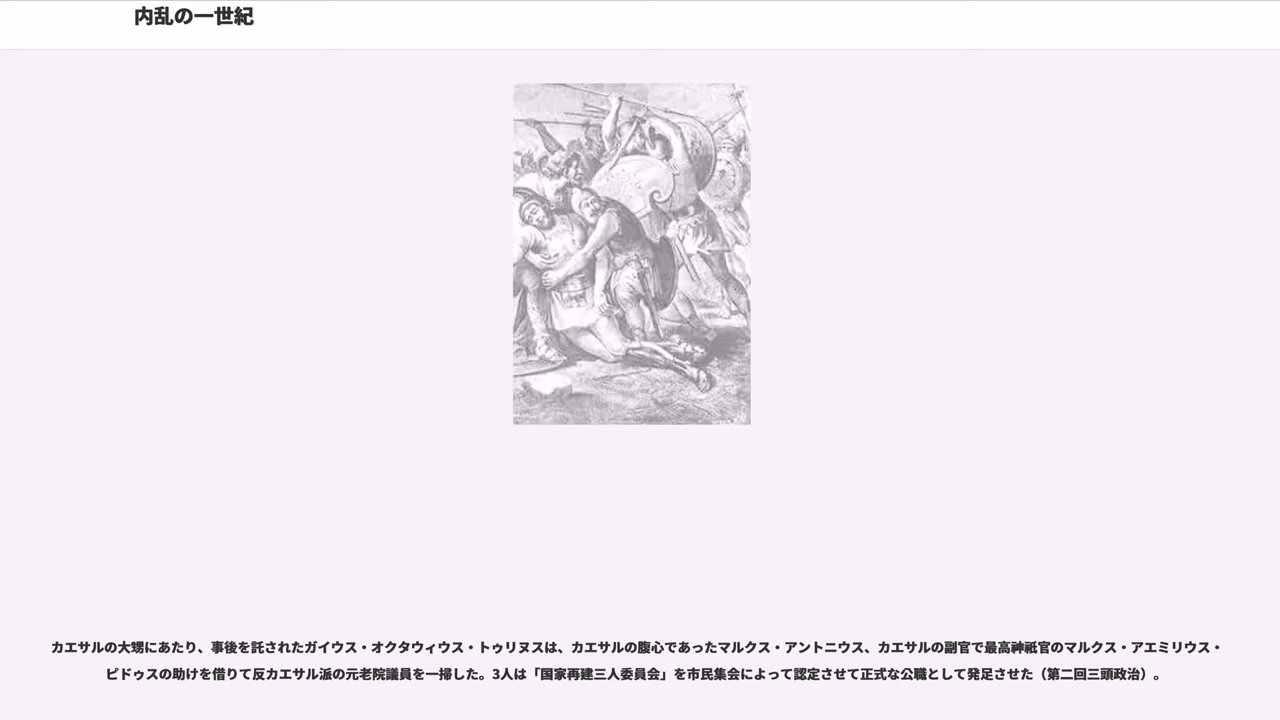 内乱の一世紀
カエサルの大甥にあたり、事後を託されたガイウス・オクタウィウス・トゥリヌスは、カエサルの腹心であったマルクス・アントニウス、カエサルの副官で最高神祇官のマルクス・アエミリウス・
ピドゥスの助けを借りて反カエサル派の元老院議員を一掃した。3人は「国家再建三人委員会」を市民集会によって認定させて正式な公職として発足させた（第二回三頭政治）。